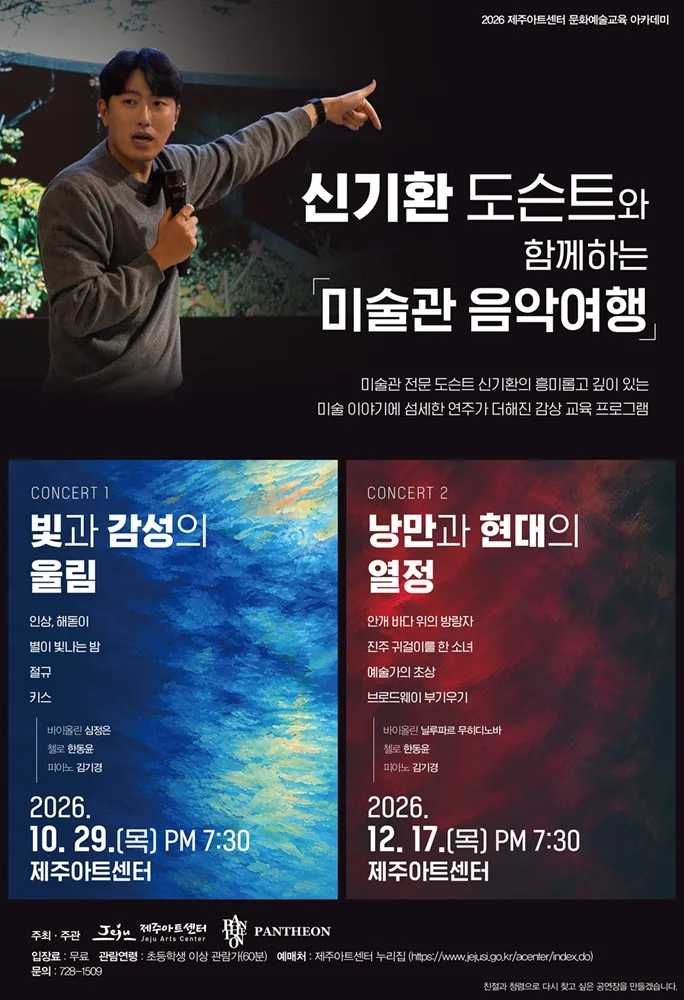 2026 제주아트센터 문화예술교육 아카데미
신기환 도슨트와
함께하는
「미술관 음악여행」
미술관 전문 도슨트 신기환의 흥미롭고 깊이 있는
미술 이야기에 섬세한 연주가 더해진 감상 교육 프로그램
CONCERT 1
빛과 감성의
울림
인상, 해돋이
별이 빛나는 밤
절규
키스
바이올린 심정은
첼로 한동윤
피아노 김기경
2026.
10. 29.(목) PM 7:30
제주아트센터
CONCERT 2
낭만과 현대의
열정
안개 바다 위의 방랑자
진주 귀걸이를 한 소녀
예술가의 초상
브로드웨이 부기우기
바이올린 닐루파르 무히디노바
첼로 한동윤
피아노 김기경
2026.
12. 17.(목) PM 7:30
제주아트센터
주최 · 주관 Jeju 제주아트센터 Jeju Arts Center PANTHEON PANTHEON
입장료 : 무료 관람연령 : 초등학생 이상 관람가(60분) 예매처 : 제주아트센터 누리집 (https://www.jejusi.go.kr/acenter/index.do)
문의 : 728-1509
친절과 청렴으로 다시 찾고 싶은 공연장을 만들겠습니다.